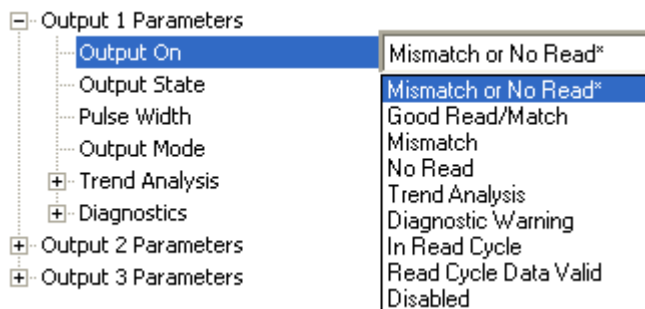 Output 1 Parameters
Output On
Mismatch or No Read*
Output State
Pulse Width
Output Mode
Trend Analysis
Diagnostics
Output 2 Parameters
Output 3 Parameters
Mismatch or No Read*
Good Read/Match
Mismatch
No Read
Trend Analysis
Diagnostic Warning
In Read Cycle
Read Cycle Data Valid
Disabled